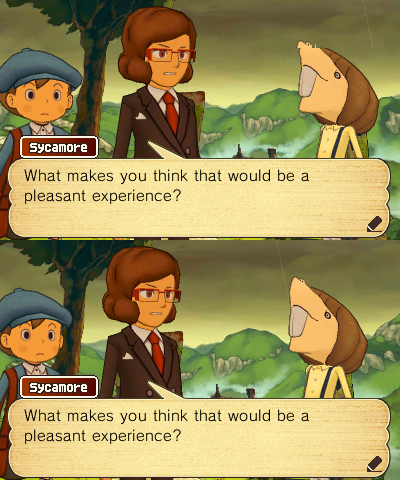 Sycamore
What makes you think that would be a
pleasant experience?
Sycamore
What makes you think that would be a
pleasant experience?